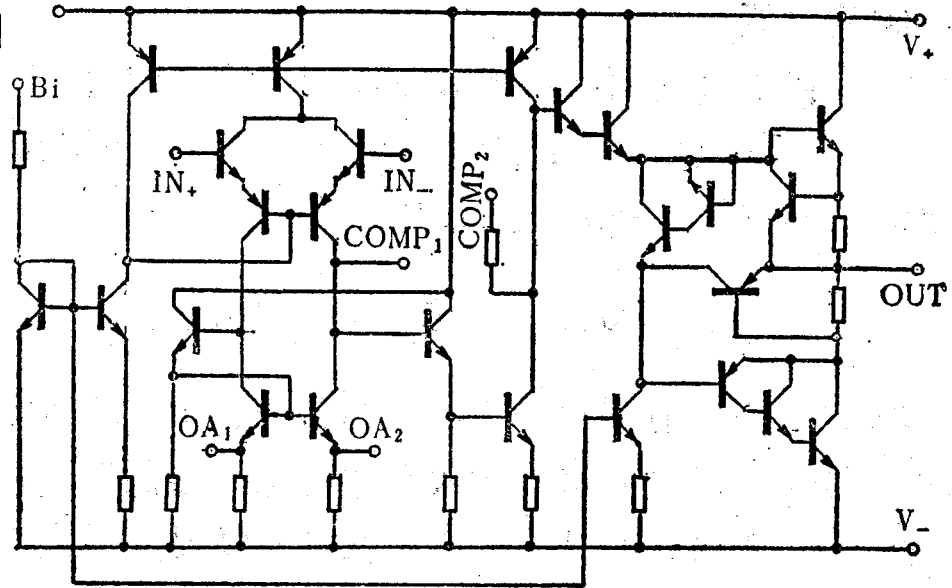 V₊
Bi
IN₊
IN₋
COMP₂
COMP₁
OUT
OA₁
OA₂
V₋